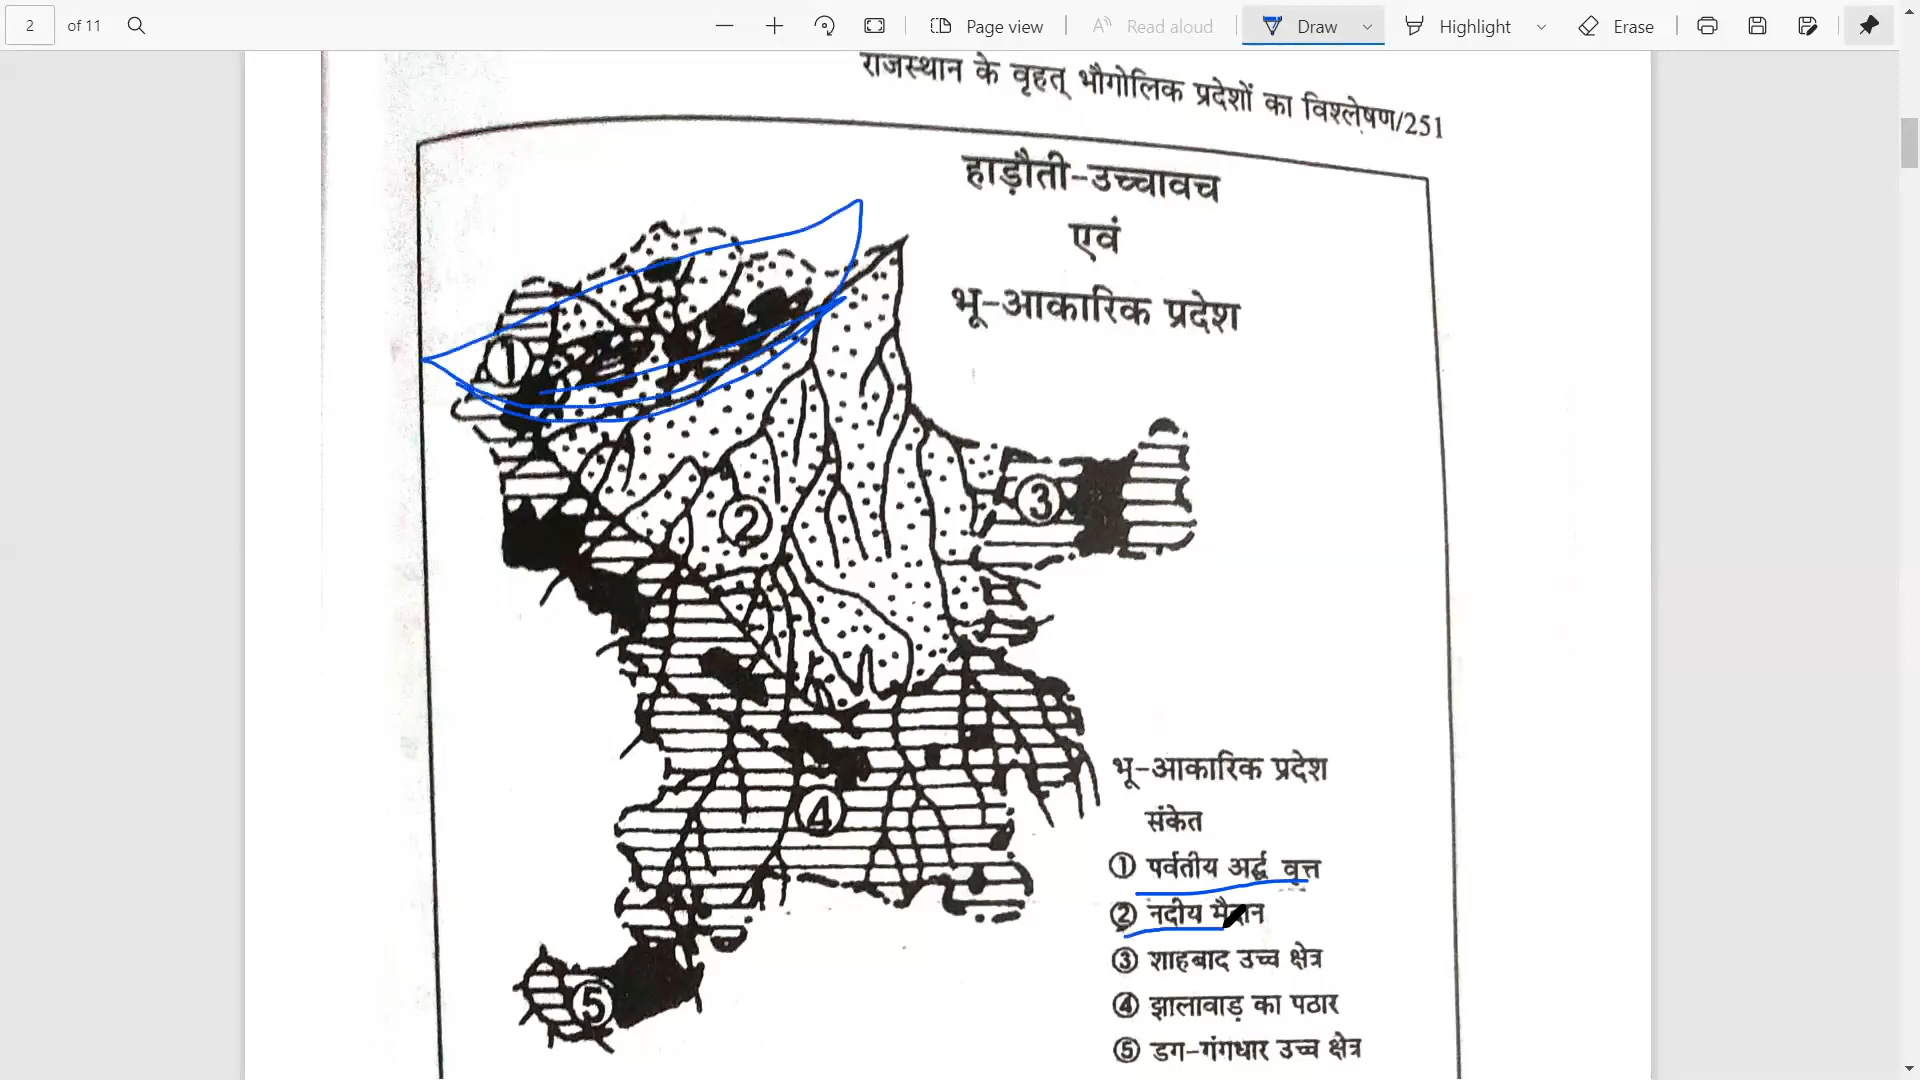 2 of 11 Page view Read aloud Draw Highlight Erase
राजस्थान के वृहत् भौगोलिक प्रदेशों का विश्लेषण/251
हाड़ौती-उच्चावच
एवं
भू-आकारिक प्रदेश
1
2
3
4
5
भू-आकारिक प्रदेश
संकेत
① पर्वतीय अर्द्ध वृत्त
② नदीय मैदान
③ शाहबाद उच्च क्षेत्र
④ झालावाड़ का पठार
⑤ डग-गंगधार उच्च क्षेत्र